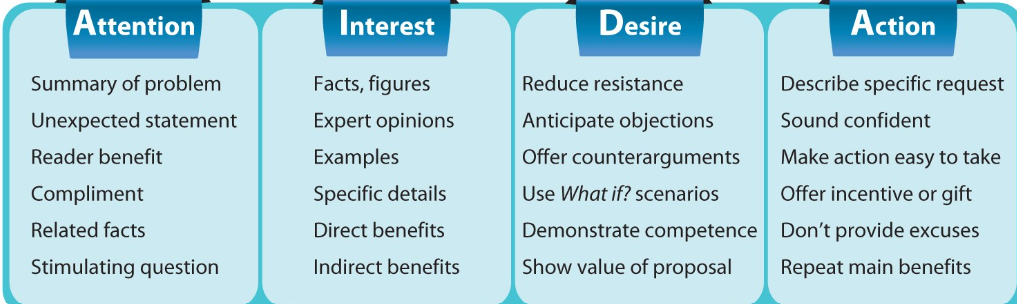 Attention
Summary of problem
Unexpected statement
Reader benefit
Compliment
Related facts
Stimulating question
Interest
Facts, figures
Expert opinions
Examples
Specific details
Direct benefits
Indirect benefits
Desire
Reduce resistance
Anticipate objections
Offer counterarguments
Use What if? scenarios
Demonstrate competence
Show value of proposal
Action
Describe specific request
Sound confident
Make action easy to take
Offer incentive or gift
Don’t provide excuses
Repeat main benefits